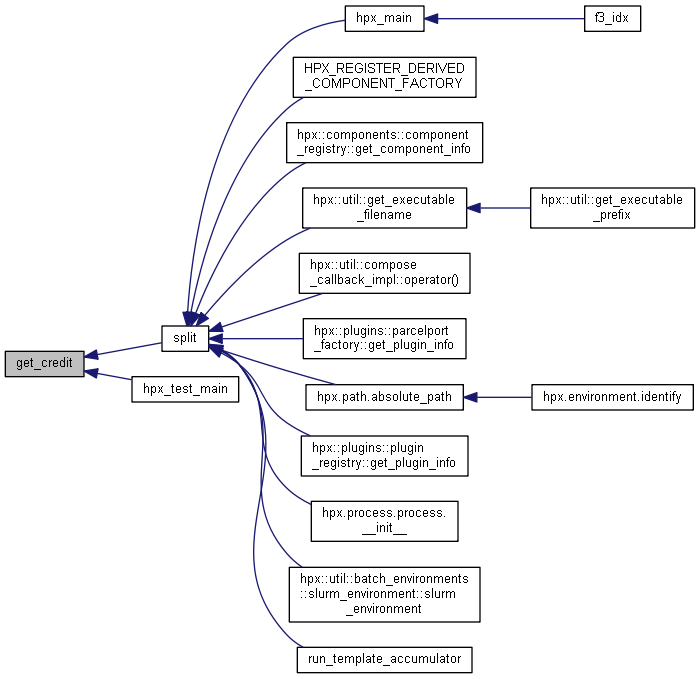 hpx_main
f3_idx
HPX_REGISTER_DERIVED
_COMPONENT_FACTORY
hpx::components::component
_registry::get_component_info
hpx::util::get_executable
_filename
hpx::util::get_executable
_prefix
hpx::util::compose
_callback_impl::operator()
split
hpx::plugins::parcelport
_factory::get_plugin_info
get_credit
hpx_test_main
hpx.path.absolute_path
hpx.environment.identify
hpx::plugins::plugin
_registry::get_plugin_info
hpx.process.process.
__init__
hpx::util::batch_environments
::slurm_environment::slurm
_environment
run_template_accumulator